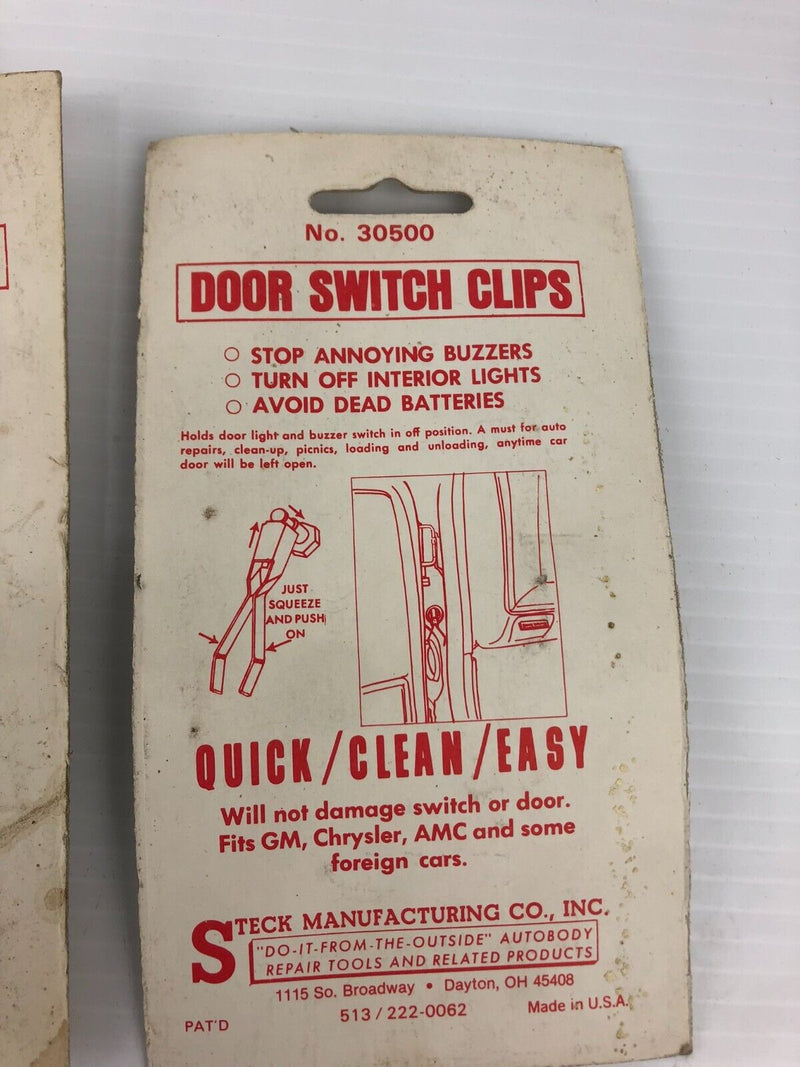 No. 30500
DOOR SWITCH CLIPS
STOP ANNOYING BUZZERS
TURN OFF INTERIOR LIGHTS
AVOID DEAD BATTERIES
Holds door light and buzzer switch in off position. A must for auto
repairs, clean-up, picnics, loading and unloading, anytime car
door will be left open.
JUST
SQUEEZE
AND PUSH
ON
QUICK/CLEAN/EASY
Will not damage switch or door.
Fits GM, Chrysler, AMC and some
foreign cars.
STECK MANUFACTURING CO., INC.
"DO-IT-FROM-THE-OUTSIDE" AUTOBODY
REPAIR TOOLS AND RELATED PRODUCTS
1115 So. Broadway • Dayton, OH 45408
513/222-0062
PAT'D
Made in U.S.A.